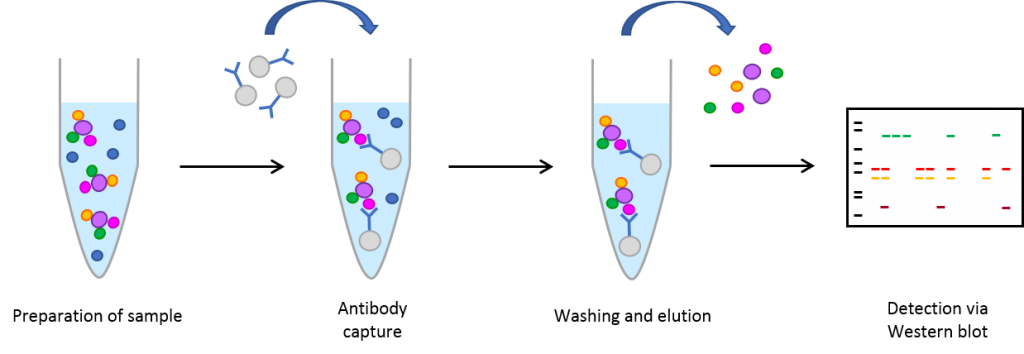 Preparation of sample
Antibody
capture
Washing and elution
Detection via
Western blot